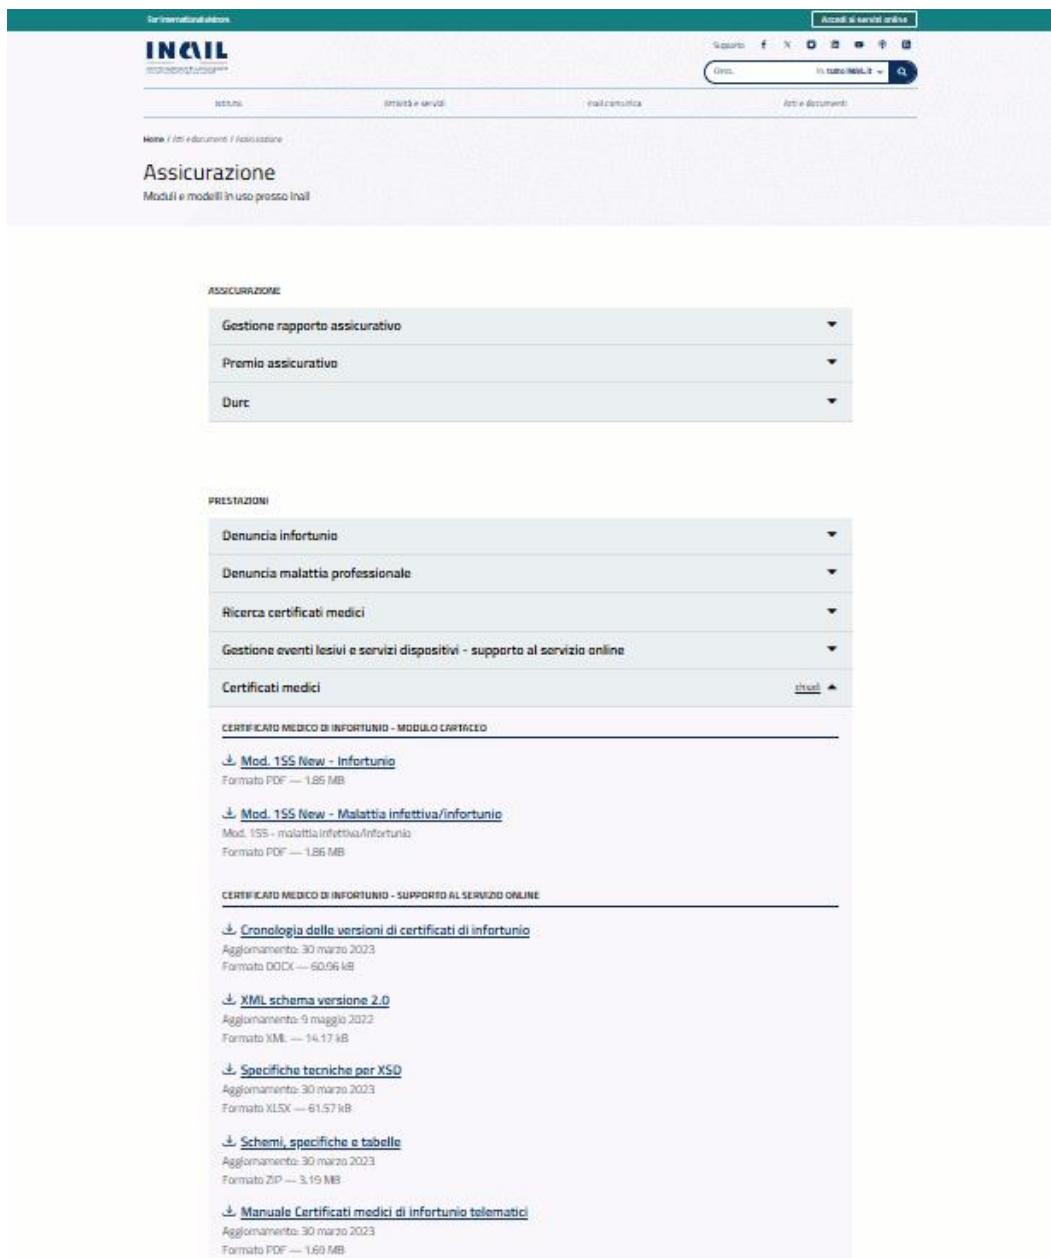 For international visitors
Accedi ai servizi online
INAIL
Supporto
Cerca...
in: tutto INAIL.it
Istituto
Attività e servizi
Inail comunica
Atti e documenti
Home / Atti e documenti / Assicurazione
Assicurazione
Moduli e modelli in uso presso Inail
ASSICURAZIONE
Gestione rapporto assicurativo
Premio assicurativo
Durc
PRESTAZIONI
Denuncia infortunio
Denuncia malattia professionale
Ricerca certificati medici
Gestione eventi lesivi e servizi dispositivi - supporto al servizio online
Certificati medici
chiudi
CERTIFICATO MEDICO DI INFORTUNIO - MODULO CARTACEO
Mod. 1SS New - Infortunio
Formato PDF — 1.85 MB
Mod. 1SS New - Malattia infettiva/infortunio
Mod. 1SS - malattia infettiva/infortunio
Formato PDF — 1.86 MB
CERTIFICATO MEDICO DI INFORTUNIO - SUPPORTO AL SERVIZIO ONLINE
Cronologia delle versioni di certificati di infortunio
Aggiornamento: 30 marzo 2023
Formato DOCX — 60.96 kB
XML schema versione 2.0
Aggiornamento: 9 maggio 2022
Formato XML — 14.17 kB
Specifiche tecniche per XSD
Aggiornamento: 30 marzo 2023
Formato XLSX — 61.57 kB
Schemi, specifiche e tabelle
Aggiornamento: 30 marzo 2023
Formato ZIP — 3.19 MB
Manuale Certificati medici di infortunio telematici
Aggiornamento: 30 marzo 2023
Formato PDF — 1.69 MB